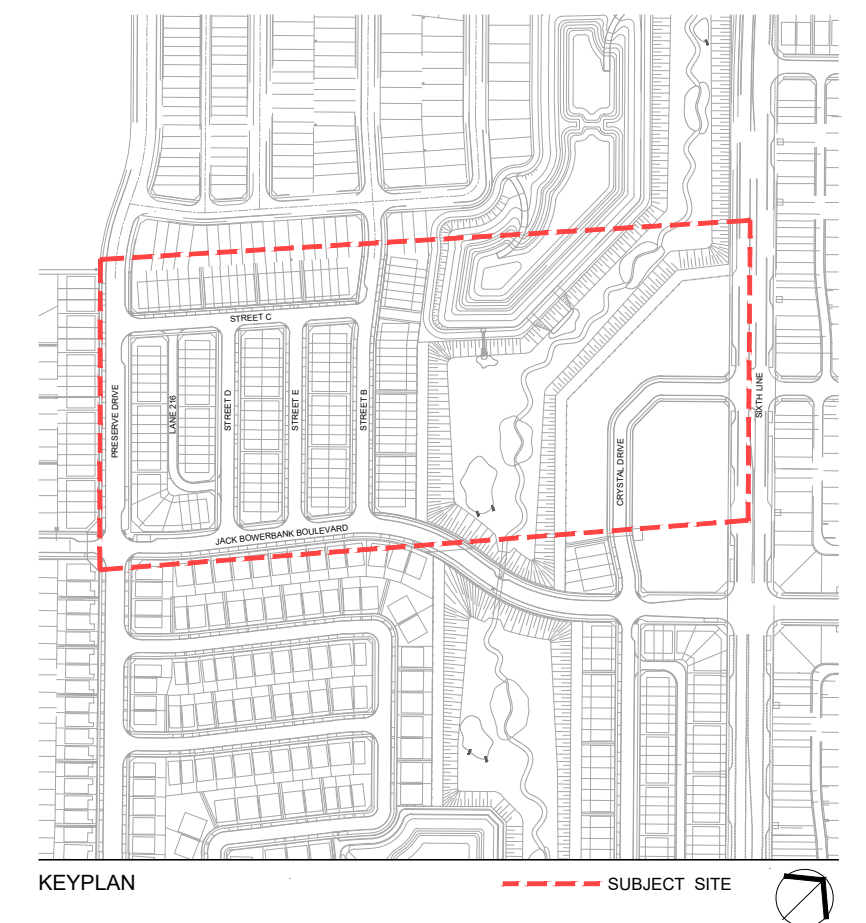 STREET C
PRESERVE DRIVE
LANE 216
STREET D
STREET E
STREET B
SIXTH LINE
CRYSTAL DRIVE
JACK BOWERBANK BOULEVARD
KEYPLAN
SUBJECT SITE